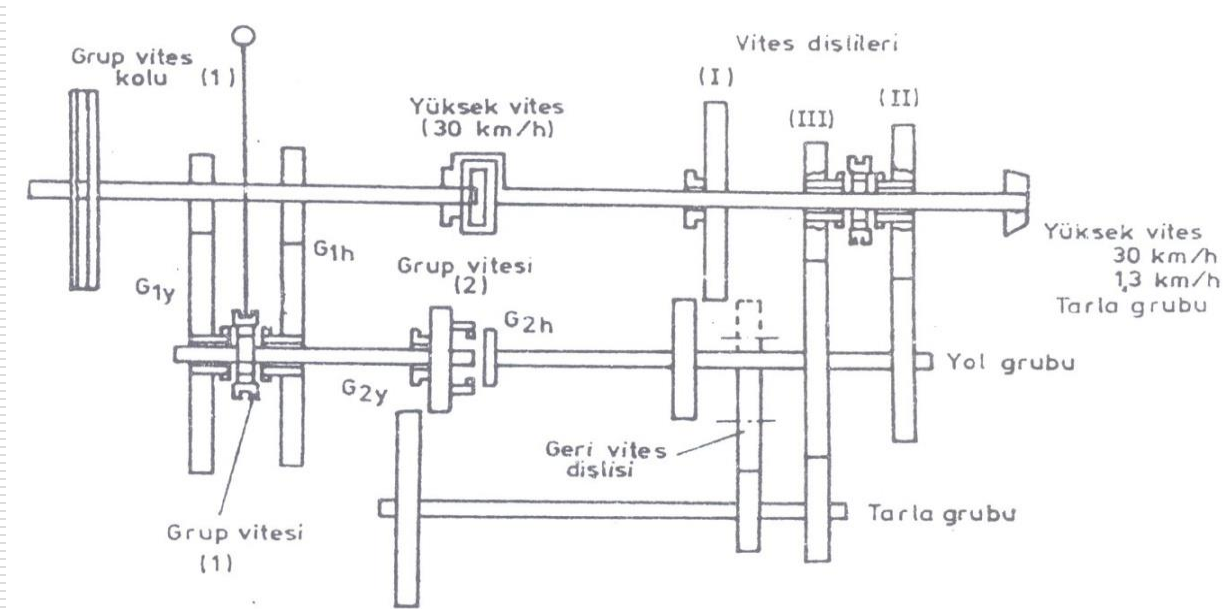 Grup vites
kolu (1)
Vites dişlileri
(I)
(II)
(III)
Yüksek vites
(30 km/h)
G1h
G1y
Grup vitesi
(2)
G2h
G2y
Yüksek vites
30 km/h
1,3 km/h
Tarla grubu
Yol grubu
Geri vites
dişlisi
Tarla grubu
Grup vitesi
(1)